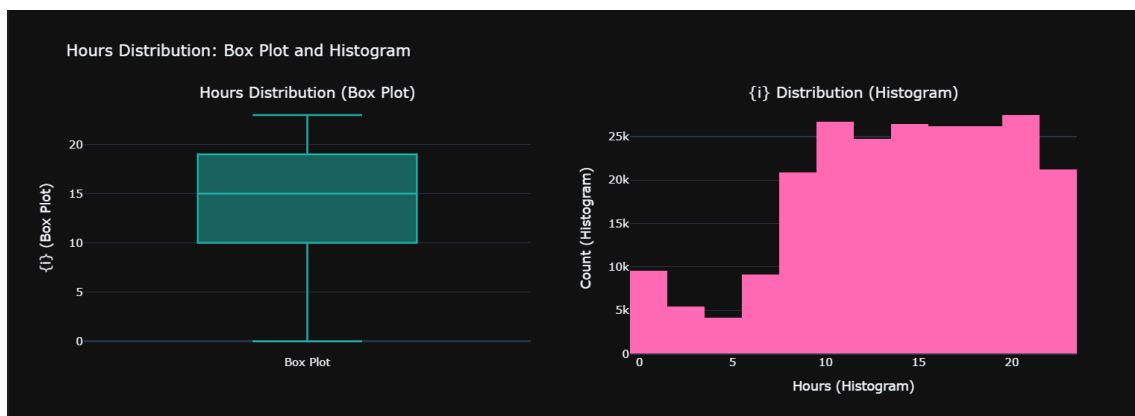 Hours Distribution: Box Plot and Histogram
Hours Distribution (Box Plot)
{i} (Box Plot)
20
15
10
5
0
Box Plot
{i} Distribution (Histogram)
Count (Histogram)
25k
20k
15k
10k
5k
0
0 5 10 15 20
Hours (Histogram)